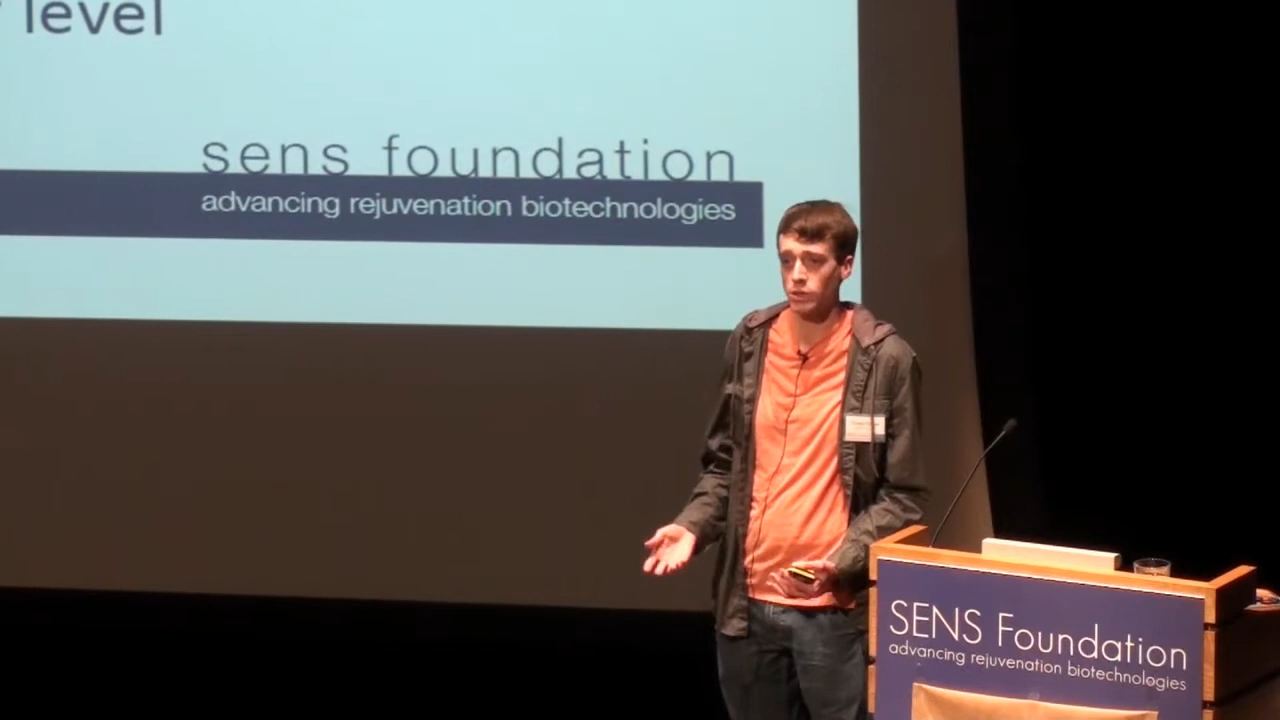 level
sens foundation
advancing rejuvenation biotechnologies
SENS Foundation
advancing rejuvenation biotechnologies